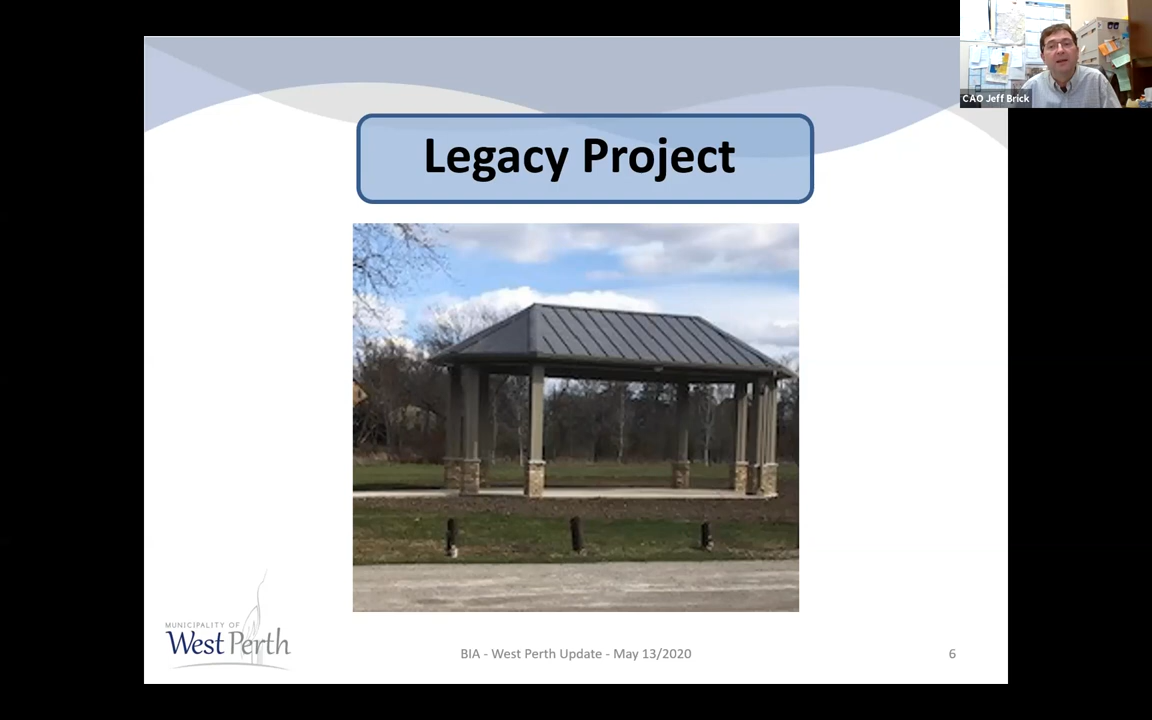 CAO Jeff Brick
Legacy Project
MUNICIPALITY OF
West Perth
BIA - West Perth Update - May 13/2020
6